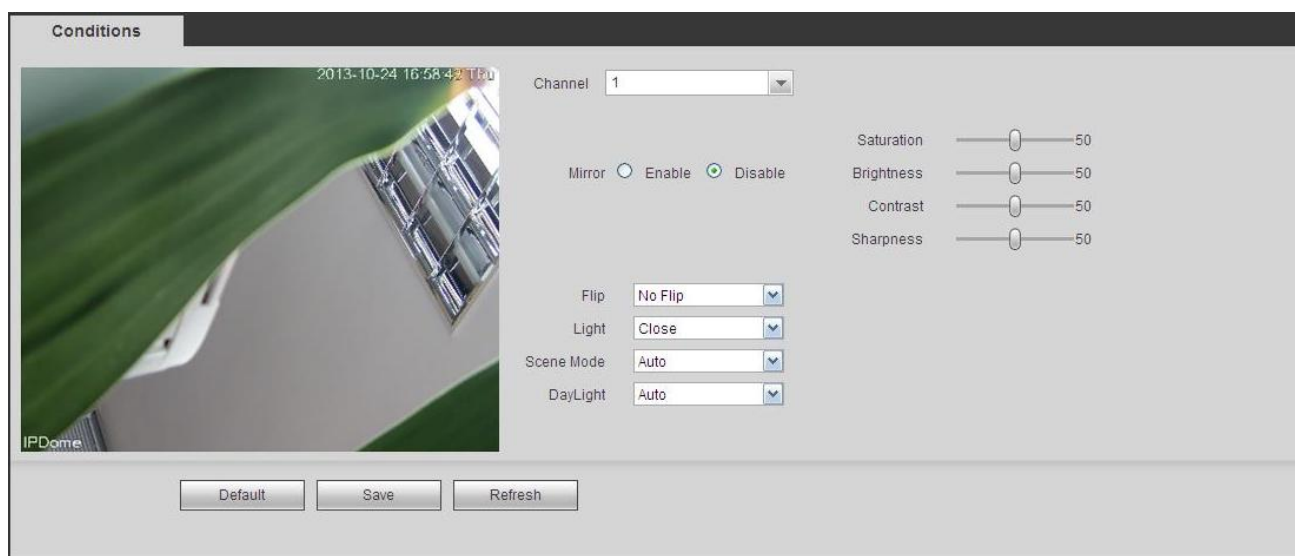 Conditions
2013-10-24 16:58:42 Thu
IPDome
Channel 1
Mirror Enable Disable
Saturation 50
Brightness 50
Contrast 50
Sharpness 50
Flip No Flip
Light Close
Scene Mode Auto
DayLight Auto
Default Save Refresh